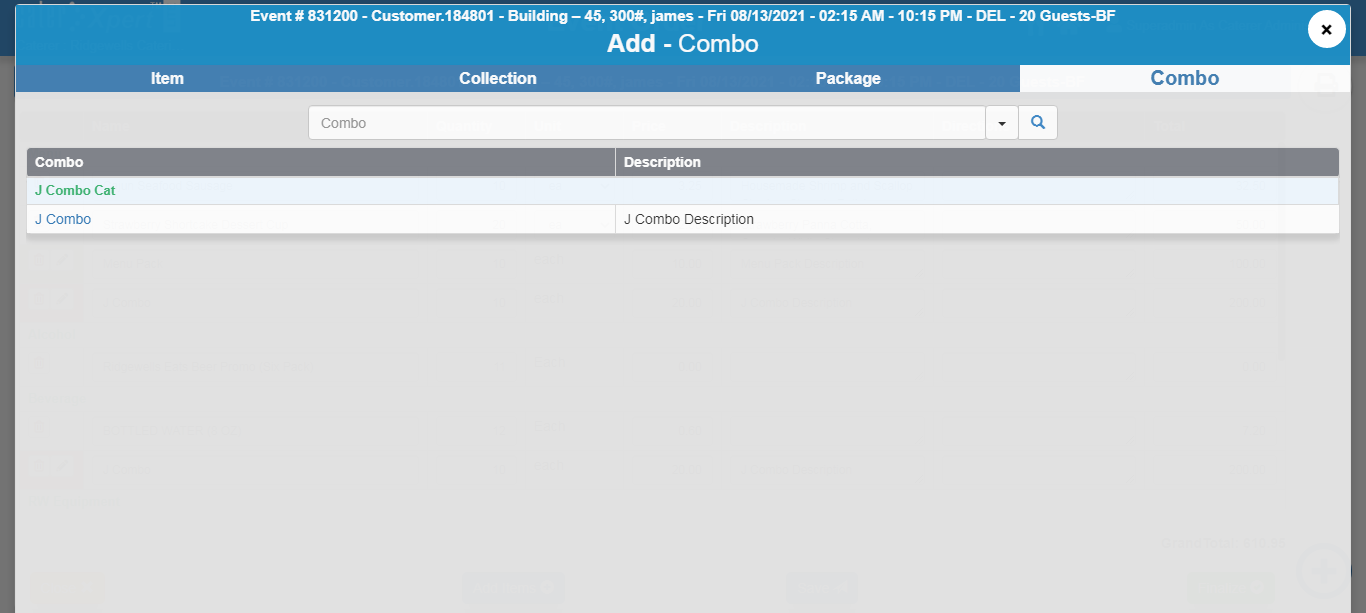 Event # 831200 - Customer.184801 - Building – 45, 300#, james - Fri 08/13/2021 - 02:15 AM - 10:15 PM - DEL - 20 Guests-BF
Add - Combo
Item Collection Package Combo
Combo
Combo Description
J Combo Cat
J Combo J Combo Description